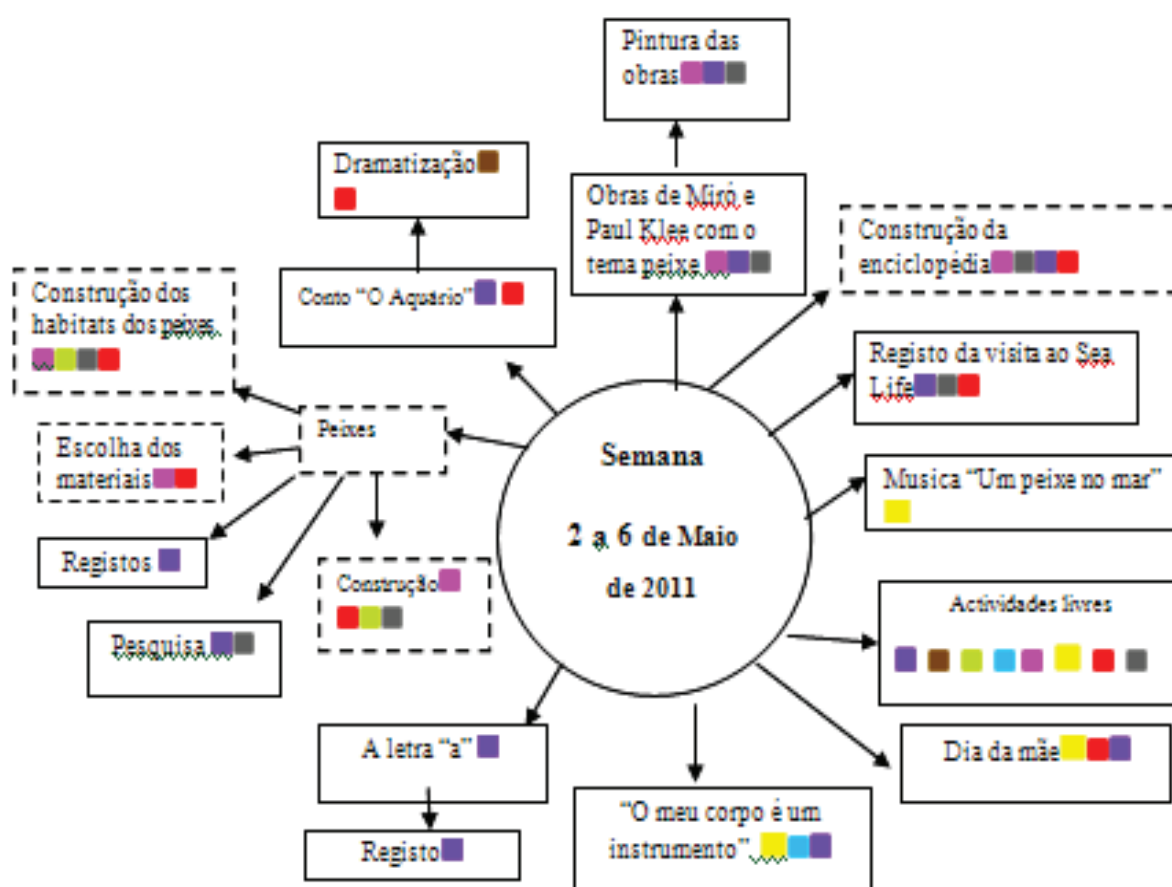 Pintura das
obras
Dramatização
Obras de Miró e
Paul Klee com o
tema peixe
Construção da
enciclopédia
Conto “O Aquário”
Construção dos
habitats dos peixes.
Registo da visita ao Sea
Life
Peixes
Escolha dos
materiais
Semana
2 a 6 de Maio
de 2011
Musica “Um peixe no mar”
Registos
Construção
Actividades livres
Pesquisa
A letra “a”
Dia da mãe
“O meu corpo é um
instrumento”.
Registo